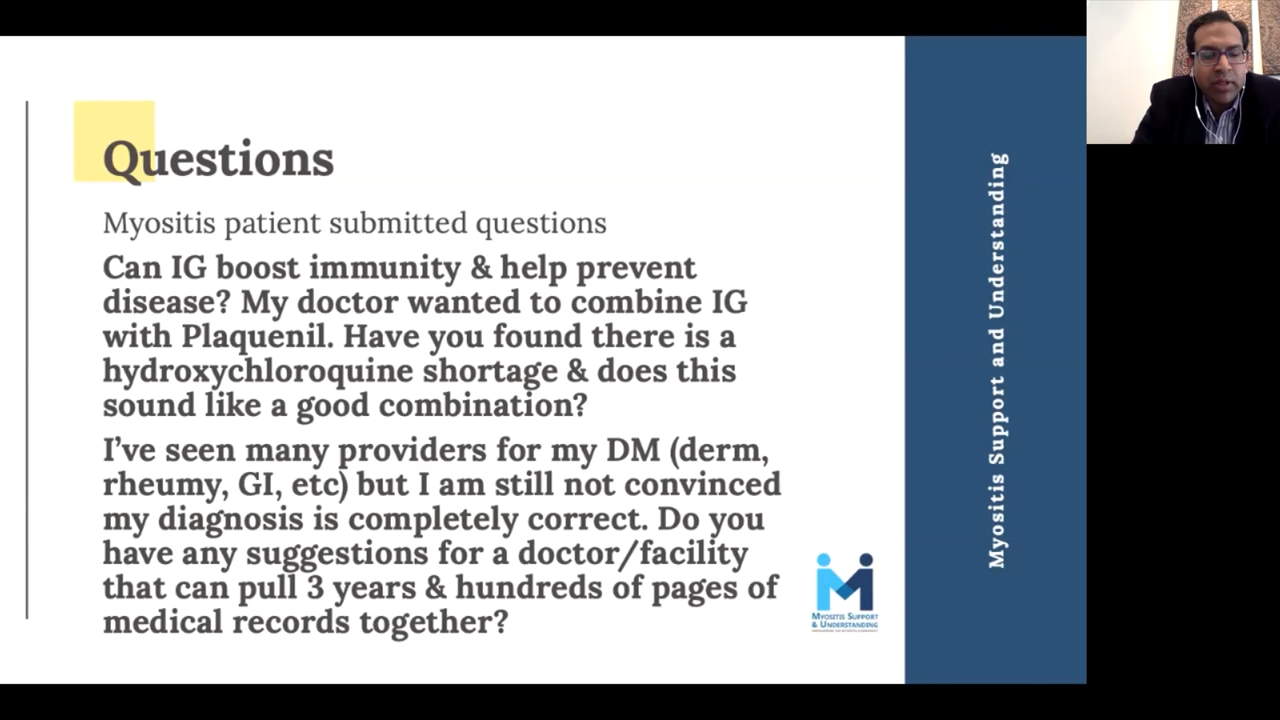 Questions
Myositis patient submitted questions
Can IG boost immunity & help prevent
disease? My doctor wanted to combine IG
with Plaquenil. Have you found there is a
hydroxychloroquine shortage & does this
sound like a good combination?
I’ve seen many providers for my DM (derm,
rheumy, GI, etc) but I am still not convinced
my diagnosis is completely correct. Do you
have any suggestions for a doctor/facility
that can pull 3 years & hundreds of pages of
medical records together?
Myositis Support
& Understanding
Myositis Support and Understanding